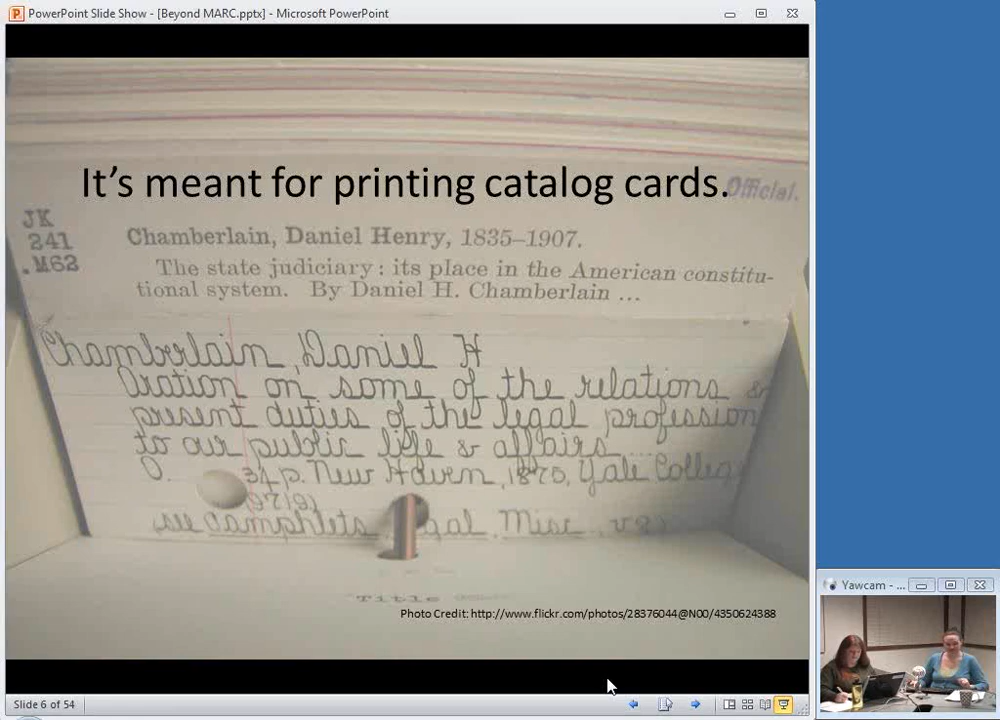 PowerPoint Slide Show - [Beyond MARC.pptx] - Microsoft PowerPoint
It's meant for printing catalog cards.
Official.
JK
241
.M62
Chamberlain, Daniel Henry, 1835–1907.
The state judiciary : its place in the American constitu-
tional system. By Daniel H. Chamberlain ...
Chamberlain, Daniel H
Oration on some of the relations &
present duties of the legal profession
to our public life & affairs
O. 34 p. New Haven, 1870, Yale Colleg
see pamphlets, Misc., v
Title
Photo Credit: http://www.flickr.com/photos/28376044@N00/4350624388
Slide 6 of 54
Yawcam - ...